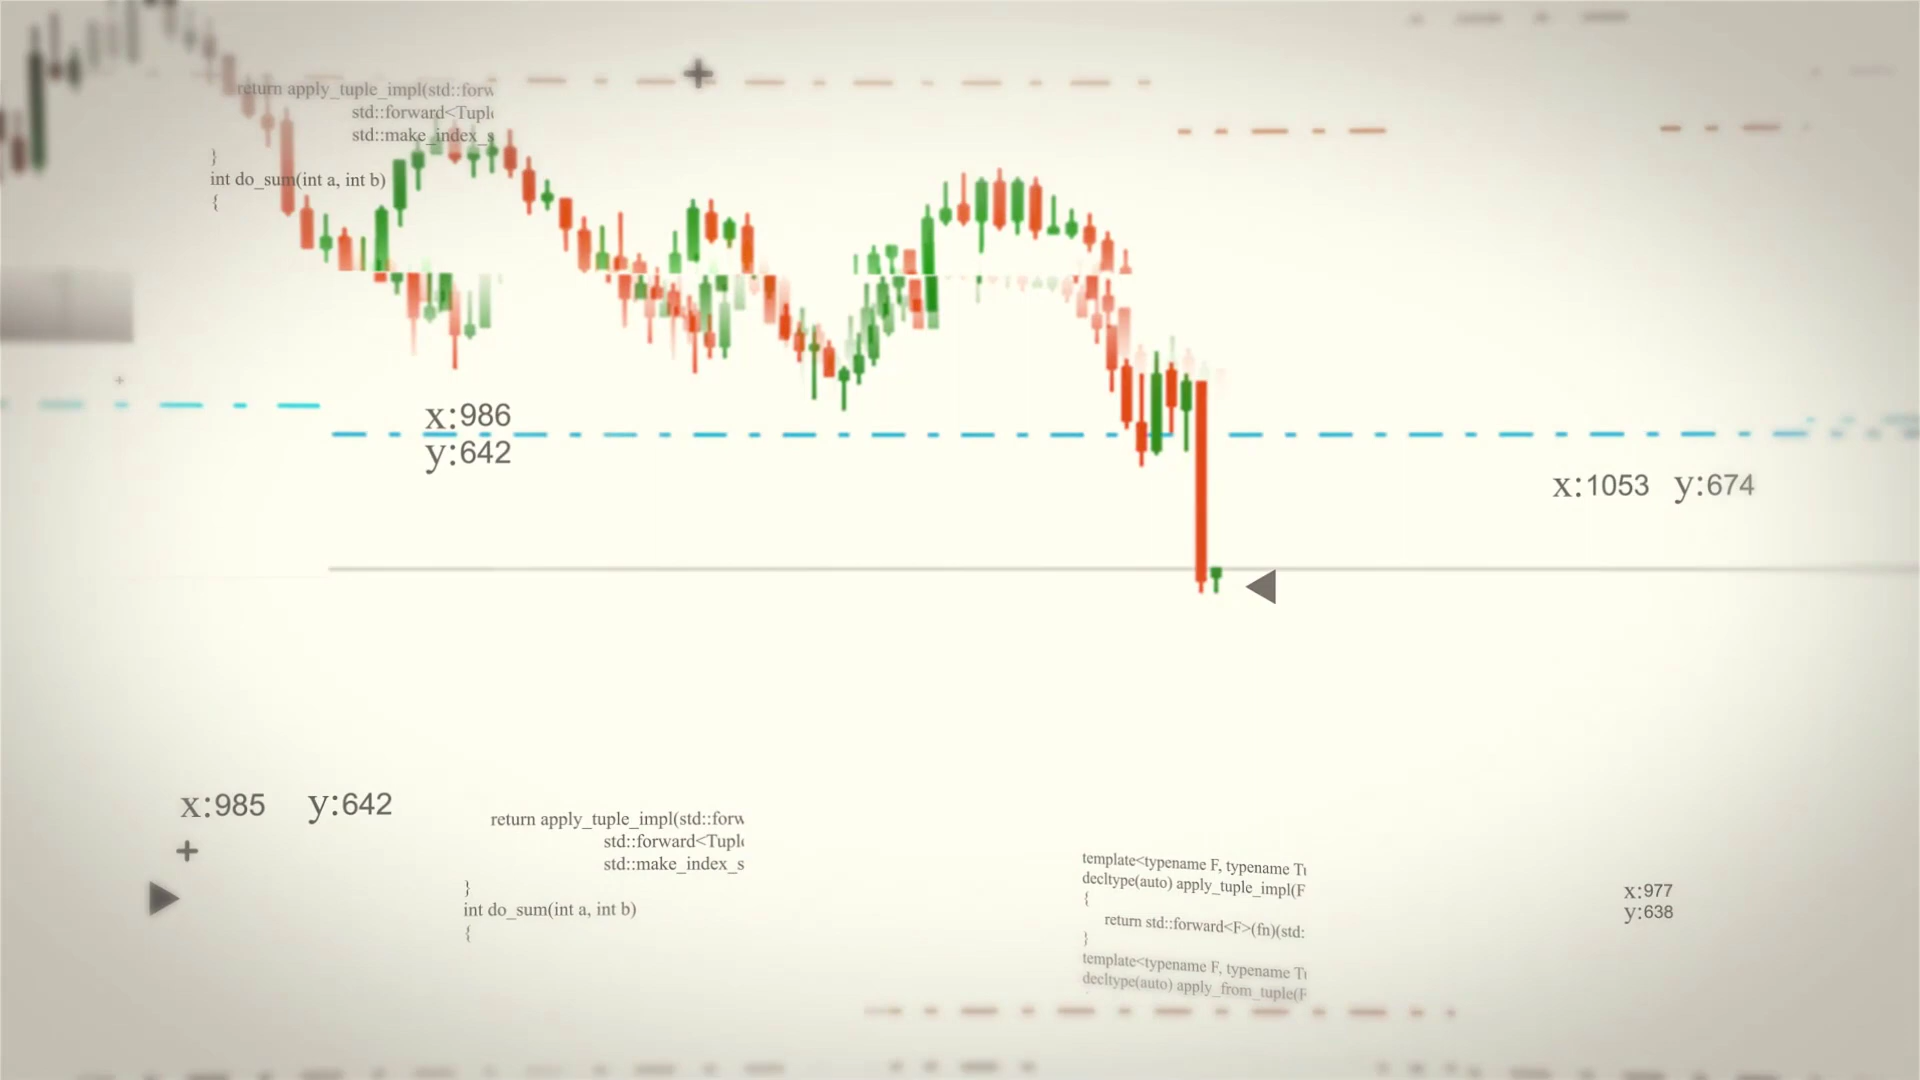 return apply_tuple_impl(std::forw
std::forward<Tupl
std::make_index_s
}
int do_sum(int a, int b)
{
x:986
y:642
x:1053 y:674
x:985 y:642
return apply_tuple_impl(std::forw
std::forward<Tupl
std::make_index_s
}
int do_sum(int a, int b)
{
template<typename F, typename T
decltype(auto) apply_tuple_impl(F
{
return std::forward<F>(fn)(std:
}
template<typename F, typename T
decltype(auto) apply_from_tuple(F
x:977
y:638